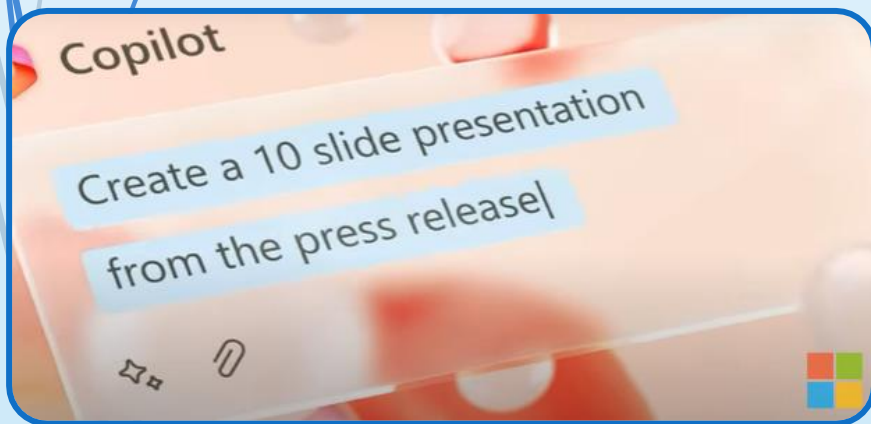 Copilot
Create a 10 slide presentation
from the press release